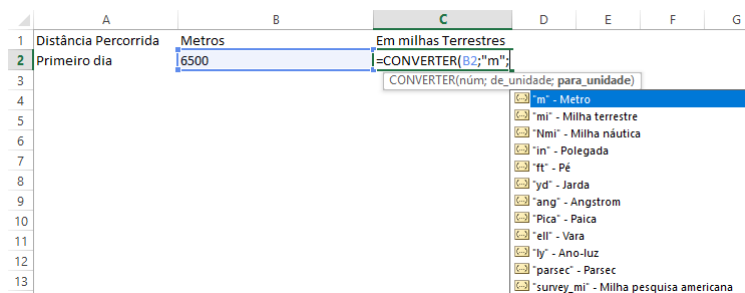 A B C D E F G
1 Distância Percorrida Metros Em milhas Terrestres
2 Primeiro dia 6500 =CONVERTER(B2;"m";
3 CONVERTER(núm; de_unidade; para_unidade)
4 "m" - Metro
5 "mi" - Milha terrestre
"Nmi" - Milha náutica
6 "in" - Polegada
7 "ft" - Pé
8 "yd" - Jarda
9 "ang" - Angstrom
10 "Pica" - Paica
11 "ell" - Vara
"ly" - Ano-luz
12 "parsec" - Parsec
13 "survey_mi" - Milha pesquisa americana